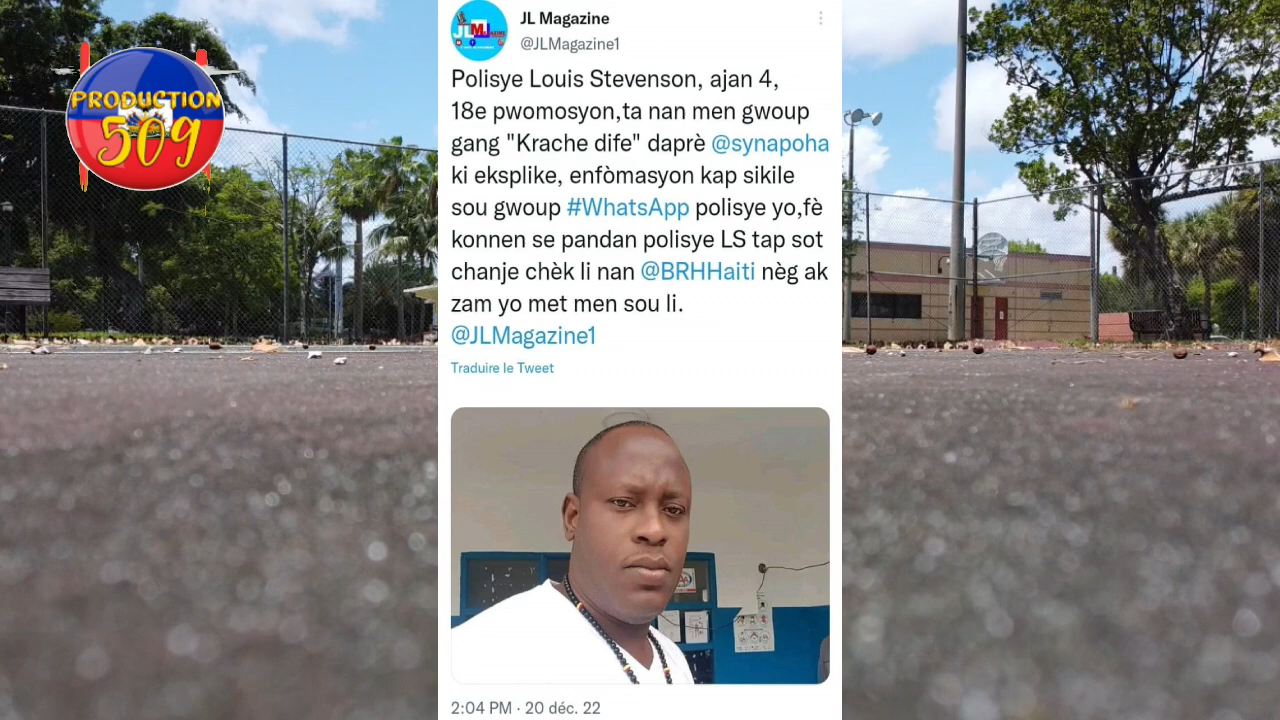 PRODUCTION
509
JL Magazine
@JLMagazine1
Polisye Louis Stevenson, ajan 4,
18e pwomosyon,ta nan men gwoup
gang "Krache dife" daprè @synapoha
ki eksplike, enfòmasyon kap sikile
sou gwoup #WhatsApp polisye yo,fè
konnen se pandan polisye LS tap sot
chanje chèk li nan @BRHHaiti nèg ak
zam yo met men sou li.
@JLMagazine1
Traduire le Tweet
2:04 PM · 20 déc. 22